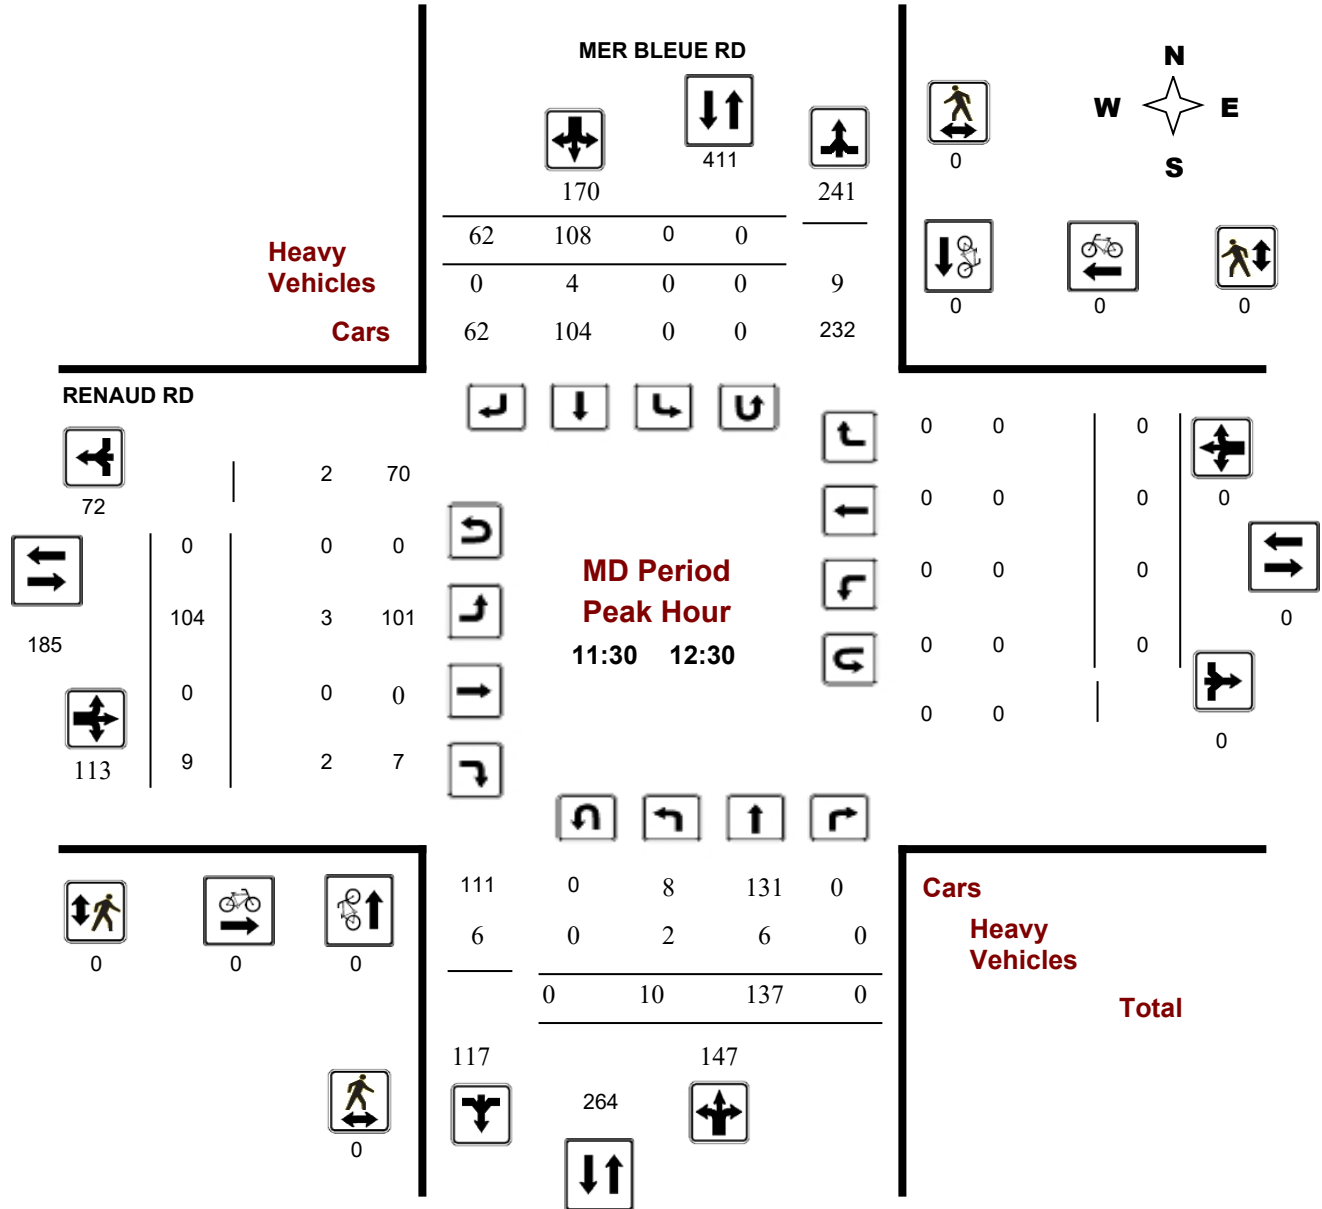 MER BLEUE RD
N
W E
S
411
0
170 241
62 108 0 0
Heavy
Vehicles
0 4 0 0 9
0 0 0
Cars
62 104 0 0 232
RENAUD RD
0 0 0
2 70
72
0 0 0 0
0 0 0
MD Period
Peak Hour
0 0 0
104 3 101
0
11:30 12:30
185
0 0 0
0 0 0
0 0
0
113
9 2 7
111 0 8 131 0
Cars
6 0 2 6 0
Heavy
Vehicles
0 0 0
0 10 137 0
Total
117 147
264
0